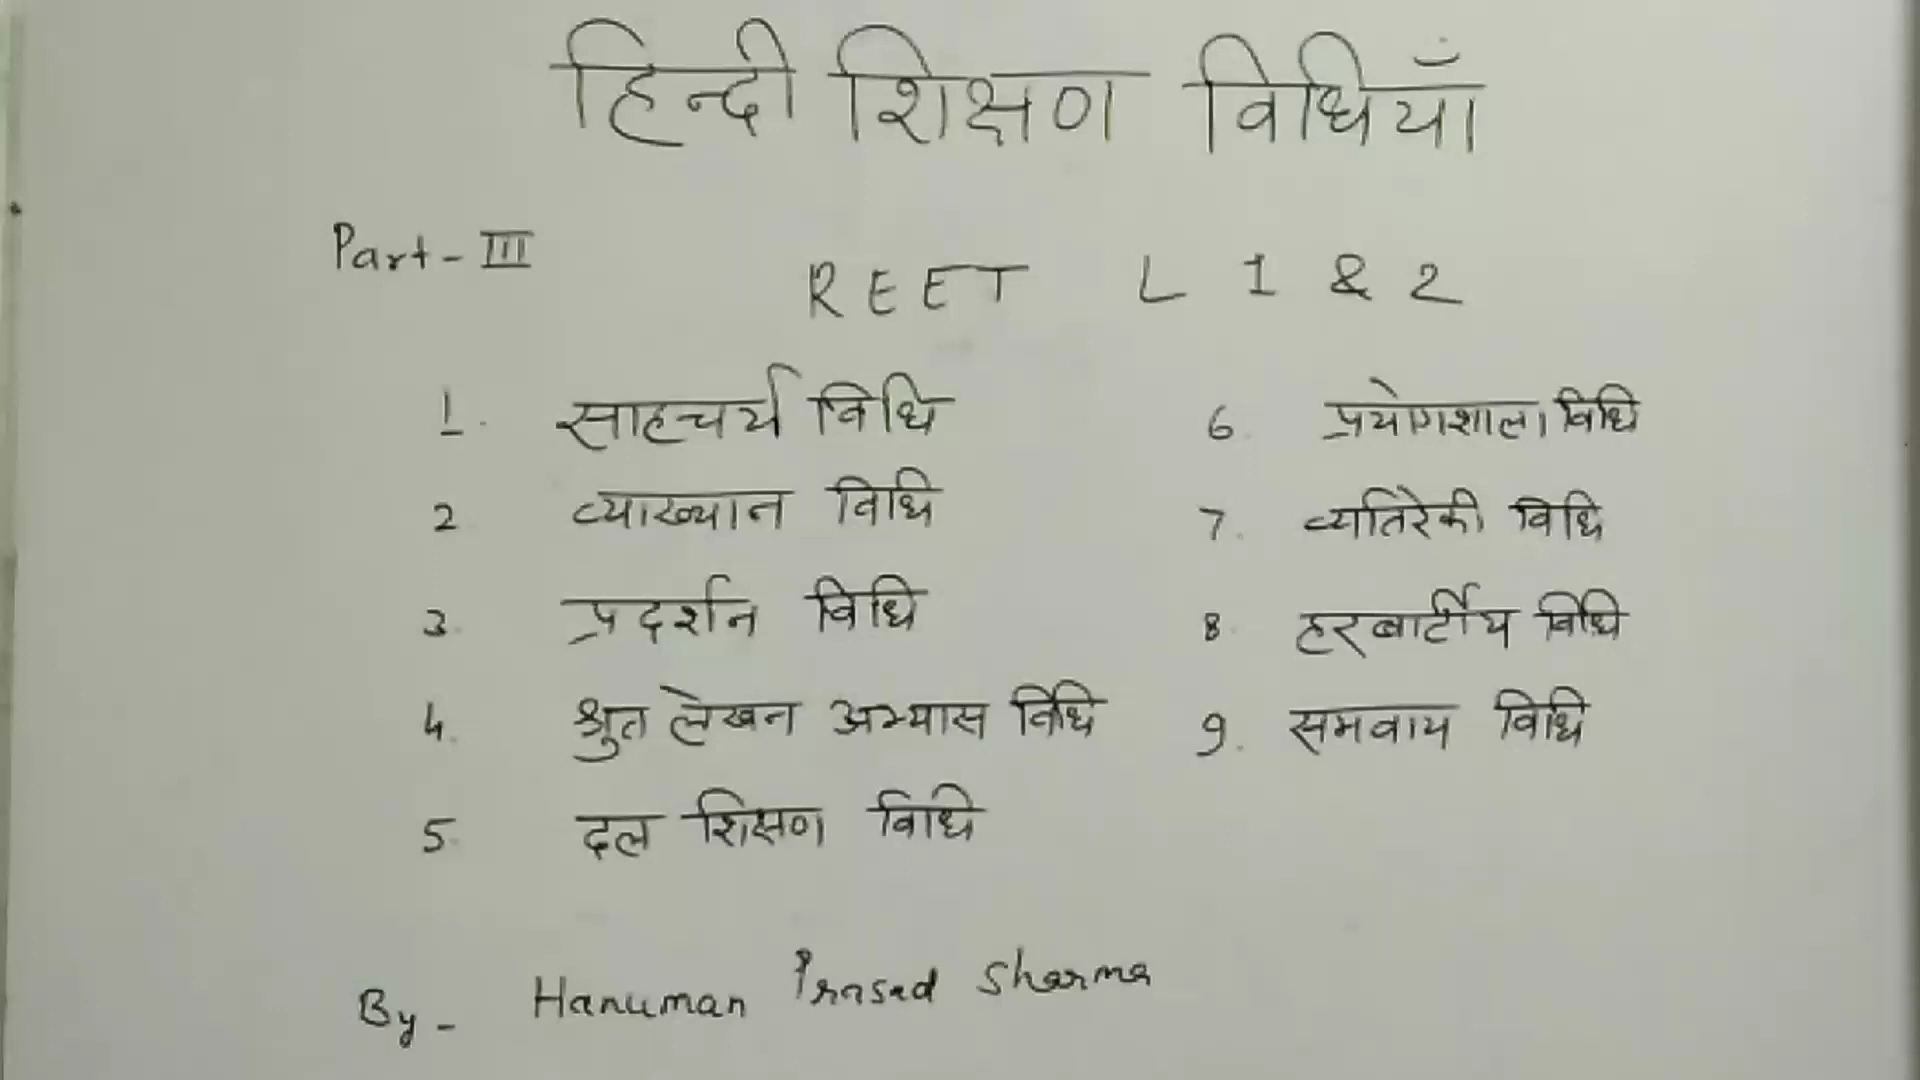 हिन्दी शिक्षण विधियाँ
Part-III
REET L 1 & 2
1. साहचर्य विधि
2 व्याख्यान विधि
3. प्रदर्शन विधि
4. श्रुत लेखन अभ्यास विधि
5. दल शिक्षण विधि
6. प्रयोगशाला विधि
7. व्यतिरेकी विधि
8. हरबार्टीय विधि
9. समवाय विधि
By - Hanuman Prasad Sharma